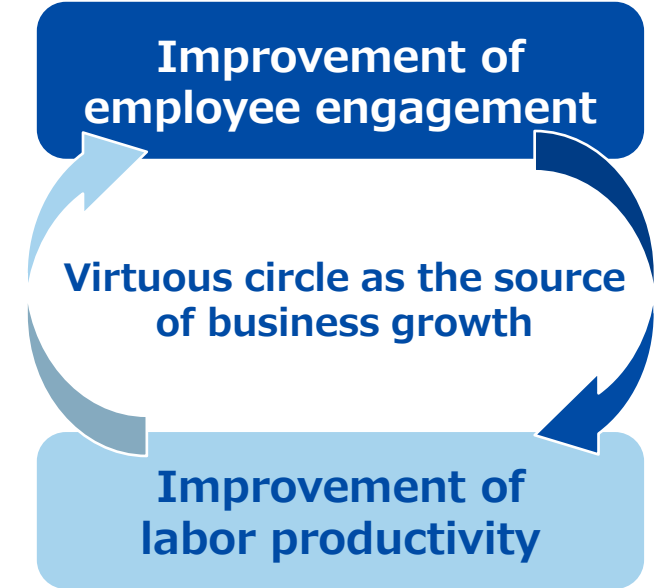 Improvement of
employee engagement
Virtuous circle as the source
of business growth
Improvement of
labor productivity